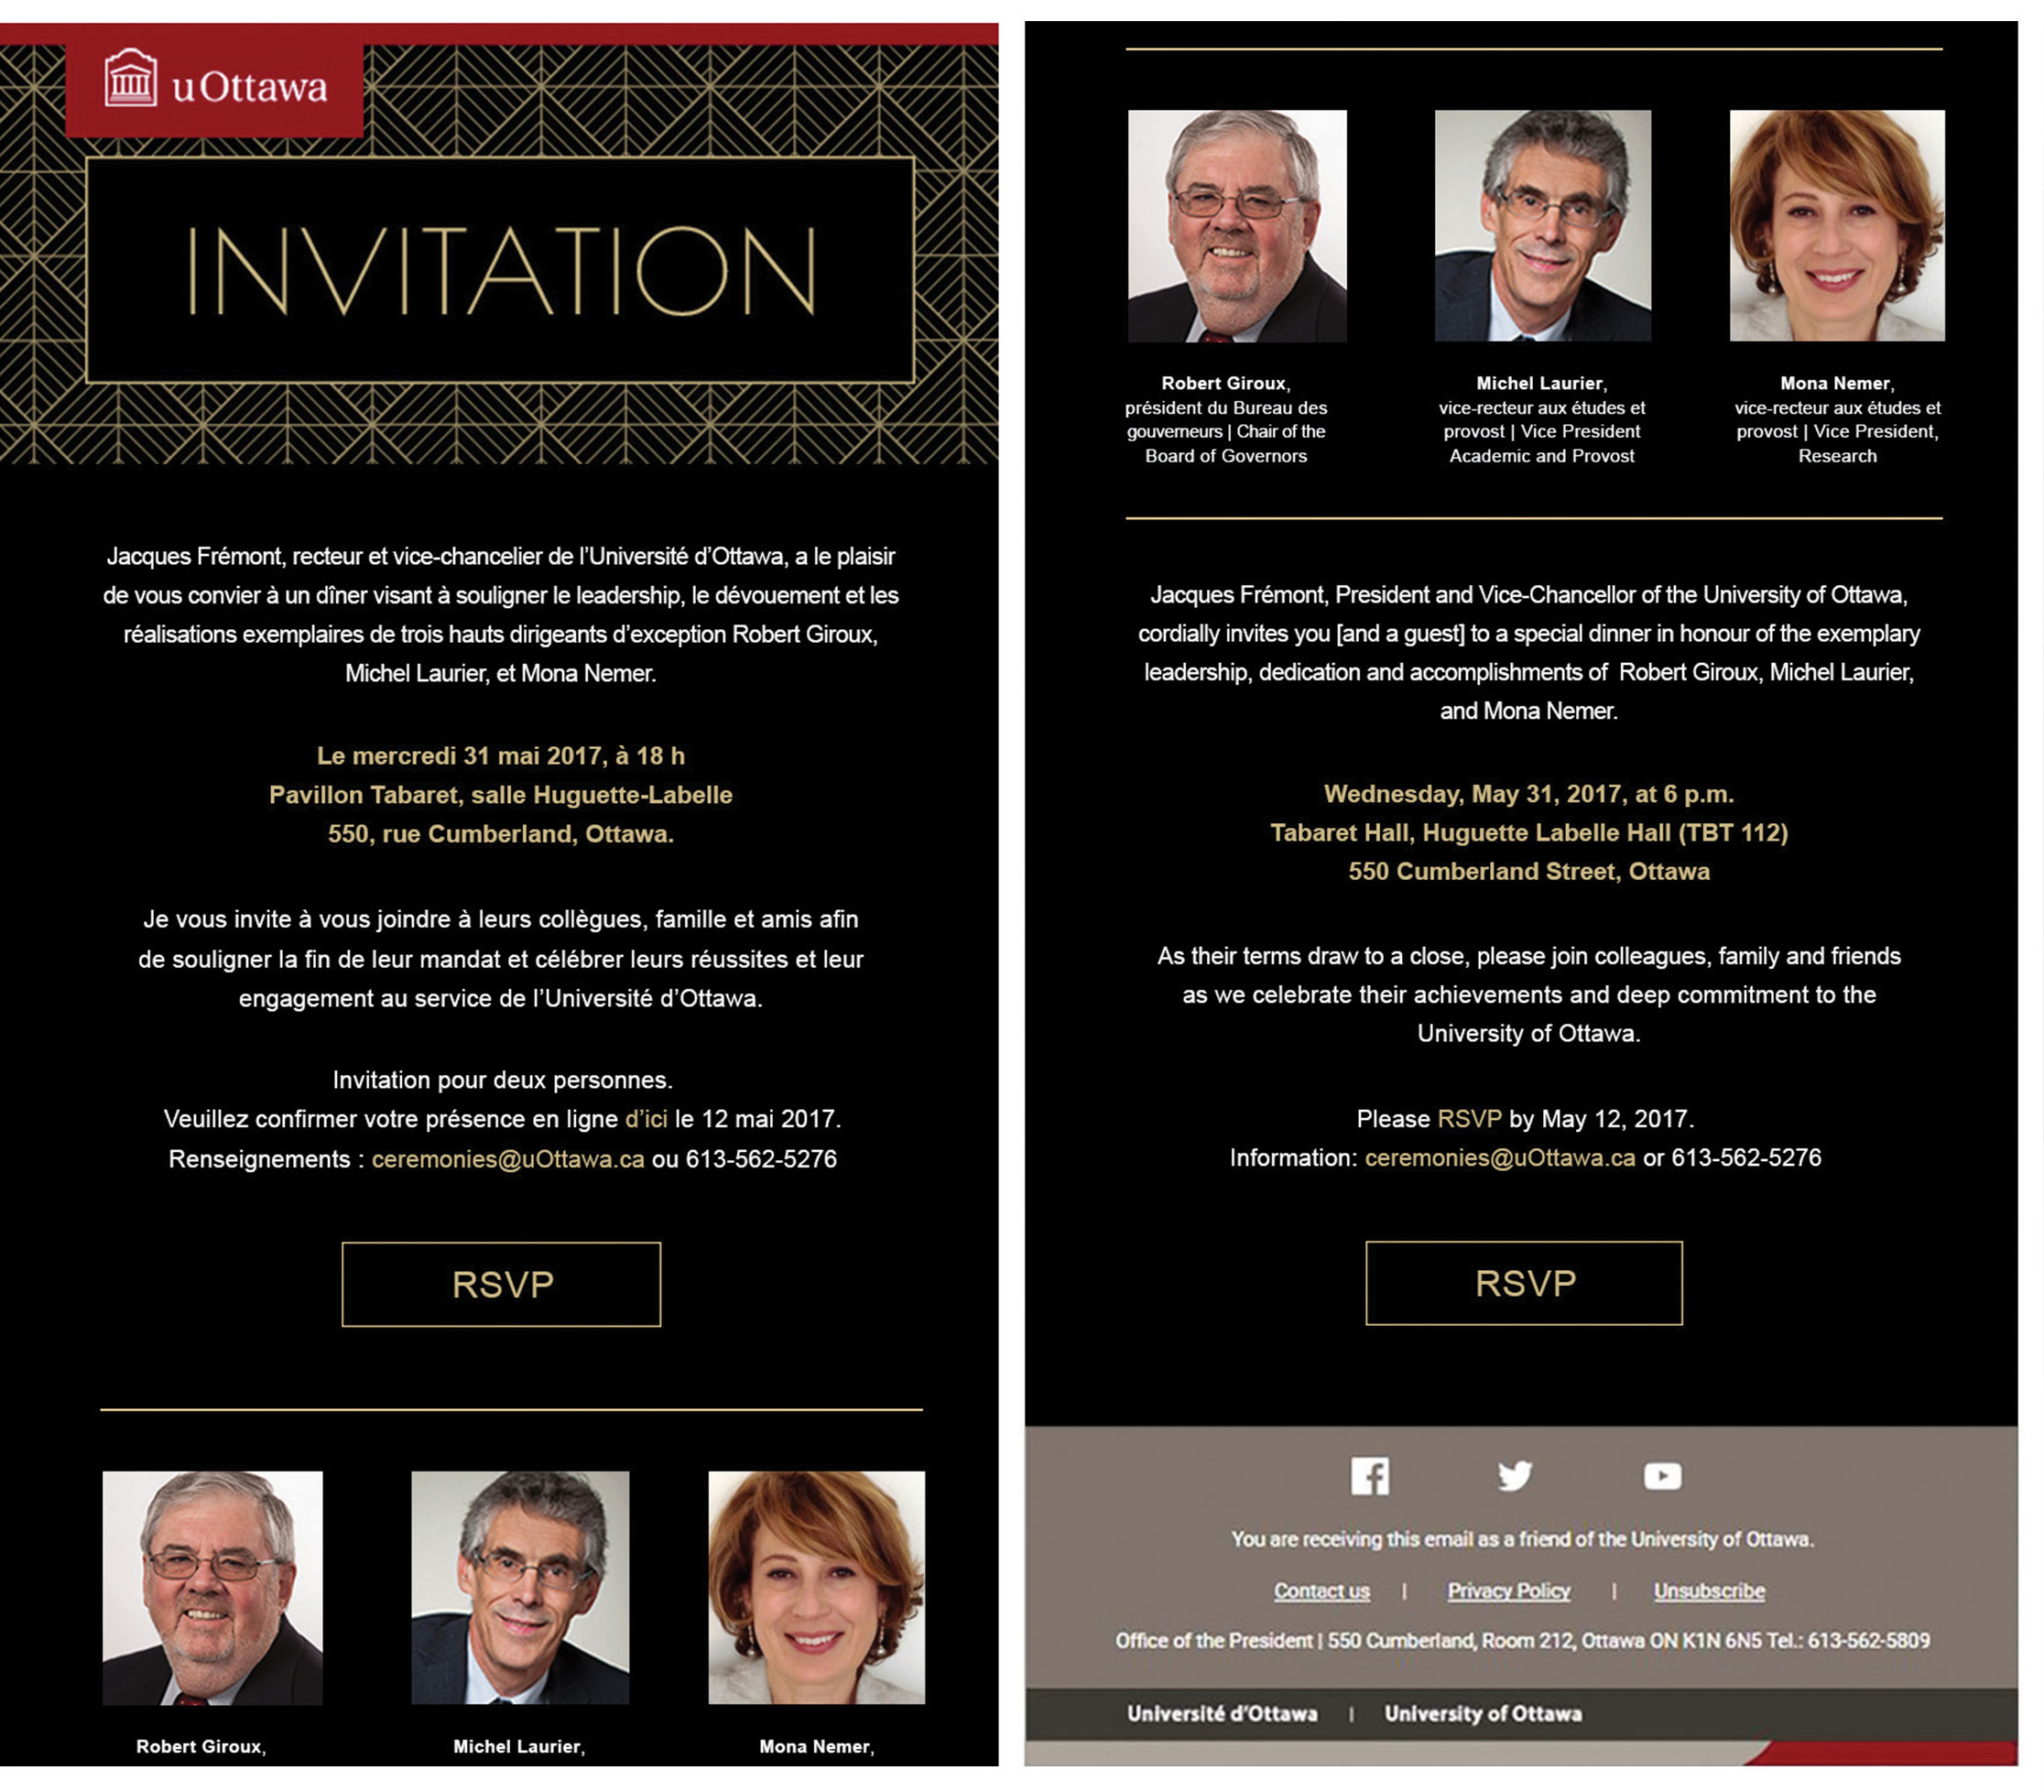 uOttawa
INVITATION
Jacques Frémont, recteur et vice-chancelier de l'Université d'Ottawa, a le plaisir
de vous convier à un dîner visant à souligner le leadership, le dévouement et les
réalisations exemplaires de trois hauts dirigeants d'exception Robert Giroux,
Michel Laurier, et Mona Nemer.
Le mercredi 31 mai 2017, à 18 h
Pavillon Tabaret, salle Huguette-Labelle
550, rue Cumberland, Ottawa.
Je vous invite à vous joindre à leurs collègues, famille et amis afin
de souligner la fin de leur mandat et célébrer leurs réussites et leur
engagement au service de l'Université d'Ottawa.
Invitation pour deux personnes.
Veuillez confirmer votre présence en ligne d'ici le 12 mai 2017.
Renseignements : ceremonies@uOttawa.ca ou 613-562-5276
RSVP
Robert Giroux,
Michel Laurier,
Mona Nemer,
Robert Giroux,
président du Bureau des
gouverneurs | Chair of the
Board of Governors
Michel Laurier,
vice-recteur aux études et
provost | Vice President
Academic and Provost
Mona Nemer,
vice-recteur aux études et
provost | Vice President,
Research
Jacques Frémont, President and Vice-Chancellor of the University of Ottawa,
cordially invites you [and a guest] to a special dinner in honour of the exemplary
leadership, dedication and accomplishments of Robert Giroux, Michel Laurier,
and Mona Nemer.
Wednesday, May 31, 2017, at 6 p.m.
Tabaret Hall, Huguette Labelle Hall (TBT 112)
550 Cumberland Street, Ottawa
As their terms draw to a close, please join colleagues, family and friends
as we celebrate their achievements and deep commitment to the
University of Ottawa.
Please RSVP by May 12, 2017.
Information: ceremonies@uOttawa.ca or 613-562-5276
RSVP
You are receiving this email as a friend of the University of Ottawa.
Contact us | Privacy Policy | Unsubscribe
Office of the President | 550 Cumberland, Room 212, Ottawa ON K1N 6N5 Tel.: 613-562-5809
Université d'Ottawa | University of Ottawa